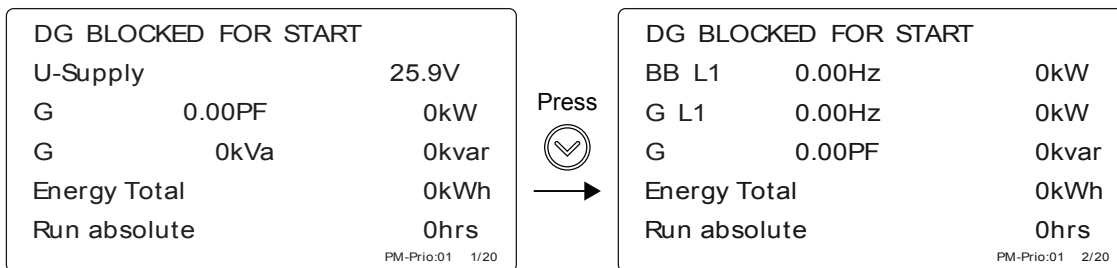 DG BLOCKED FOR START
U-Supply 25.9V
G 0.00PF 0kW
G 0kVa 0kvar
Energy Total 0kWh
Run absolute 0hrs
PM-Prio:01 1/20
Press
DG BLOCKED FOR START
BB L1 0.00Hz 0kW
G L1 0.00Hz 0kW
G 0.00PF 0kvar
Energy Total 0kWh
Run absolute 0hrs
PM-Prio:01 2/20